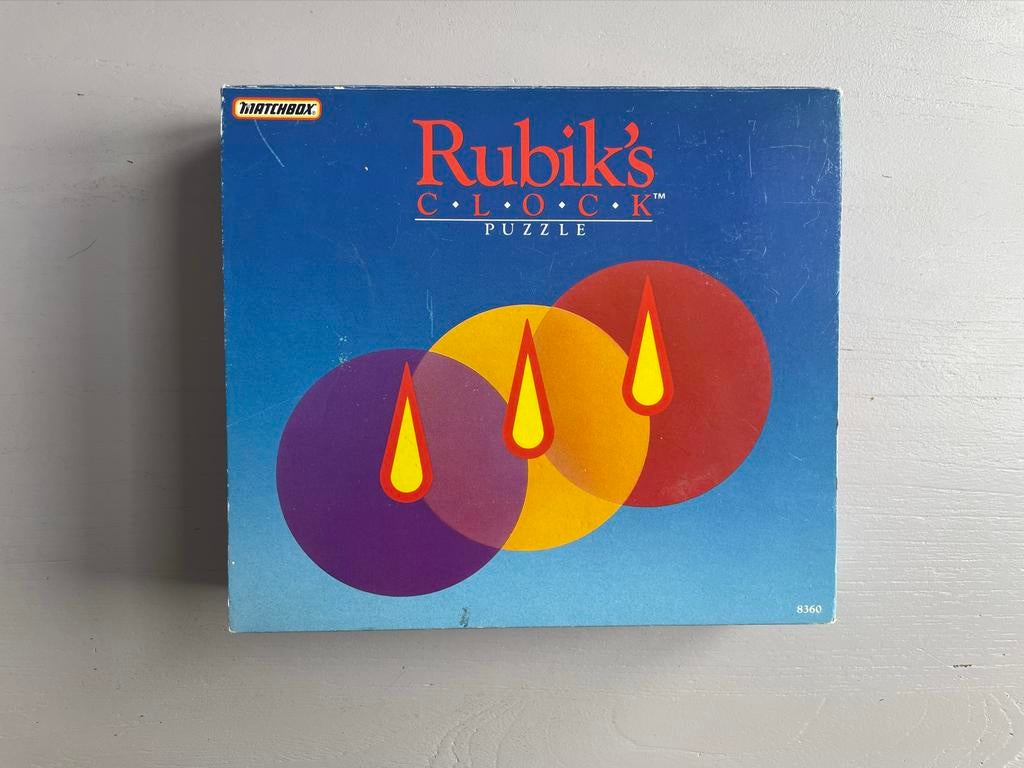 MATCHBOX®
Rubik's
C·L·O·C·K™
PUZZLE
8360